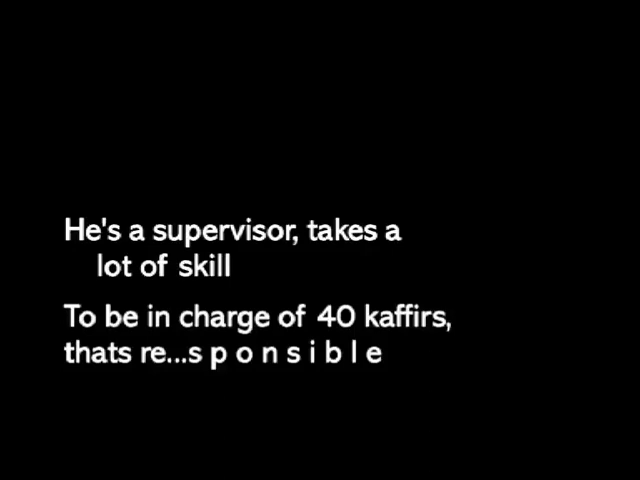 He's a supervisor, takes a
lot of skill
To be in charge of 40 kaffirs,
thats re...s p o n s i b l e